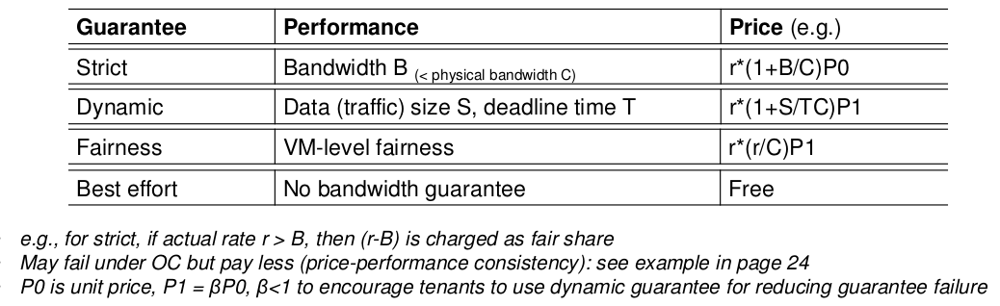 Guarantee Performance Price (e.g.)
Strict Bandwidth B (< physical bandwidth C) r*(1+B/C)P0
Dynamic Data (traffic) size S, deadline time T r*(1+S/TC)P1
Fairness VM-level fairness r*(r/C)P1
Best effort No bandwidth guarantee Free
e.g., for strict, if actual rate r > B, then (r-B) is charged as fair share
May fail under OC but pay less (price-performance consistency): see example in page 24
P0 is unit price, P1 = βP0, β<1 to encourage tenants to use dynamic guarantee for reducing guarantee failure